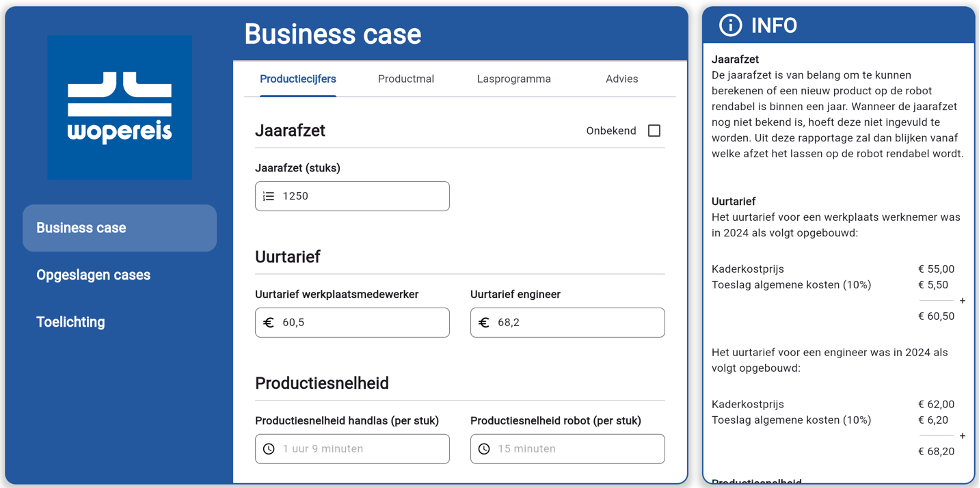 Business case
wopereis
Business case
Opgeslagen cases
Toelichting
Productiecijfers
Productmal
Lasprogramma
Advies
Jaarafzet
Onbekend
Jaarafzet (stuks)
1250
Uurtarief
Uurtarief werkplaatsmedewerker
Uurtarief engineer
€ 60,5
€ 68,2
Productiesnelheid
Productiesnelheid handlas (per stuk)
Productiesnelheid robot (per stuk)
1 uur 9 minuten
15 minuten
INFO
Jaarafzet
De jaarafzet is van belang om te kunnen
berekenen of een nieuw product op de robot
rendabel is binnen een jaar. Wanneer de jaarafzet
nog niet bekend is, hoeft deze niet ingevuld te
worden. Uit deze rapportage zal dan blijken vanaf
welke afzet het lassen op de robot rendabel wordt.
Uurtarief
Het uurtarief voor een werkplaats werknemer was
in 2024 als volgt opgebouwd:
Kaderkostprijs € 55,00
Toeslag algemene kosten (10%) € 5,50
+
€ 60,50
Het uurtarief voor een engineer was in 2024 als
volgt opgebouwd:
Kaderkostprijs € 62,00
Toeslag algemene kosten (10%) € 6,20
+
€ 68,20
Productiesnelheid